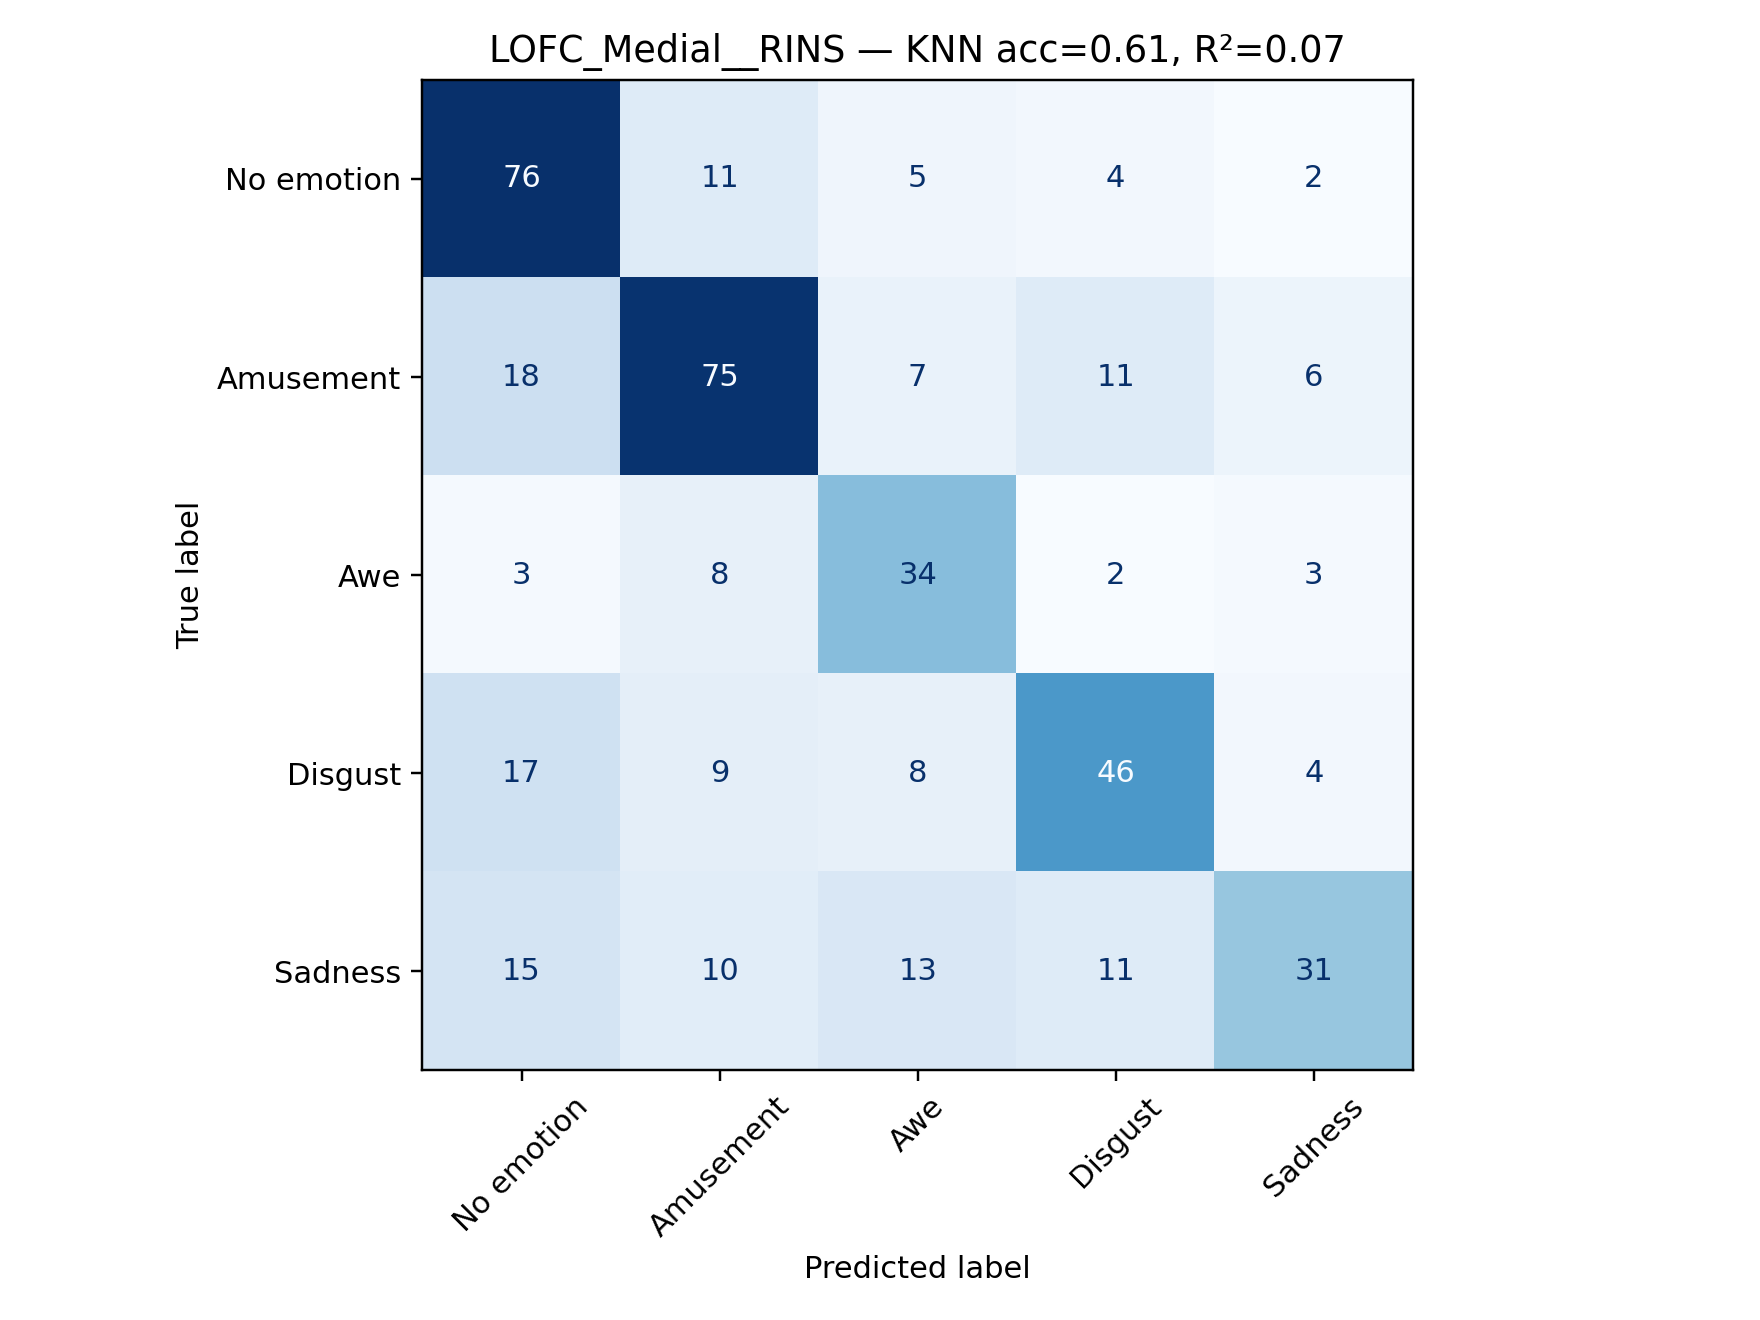 LOFC_Medial__RINS — KNN acc=0.61, R²=0.07
No emotion 76 11 5 4 2
Amusement 18 75 7 11 6
Awe 3 8 34 2 3
Disgust 17 9 8 46 4
Sadness 15 10 13 11 31
True label
No emotion Amusement Awe Disgust Sadness
Predicted label